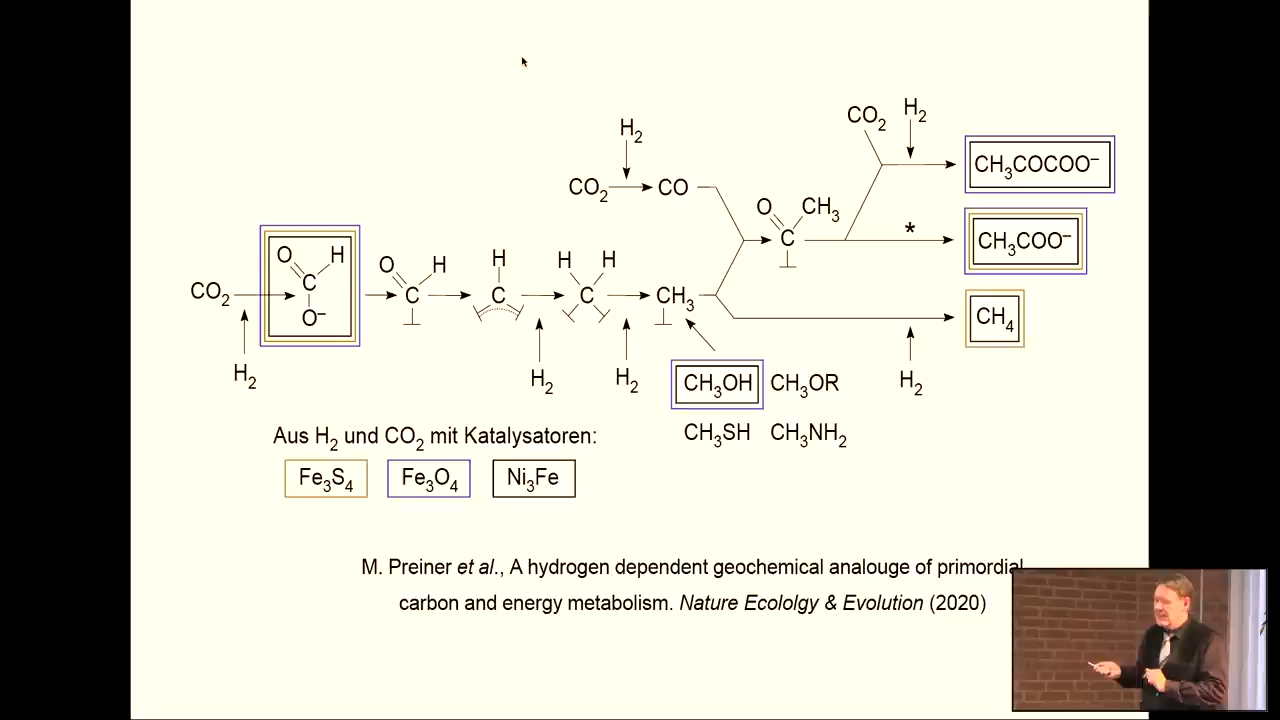 H₂
CO₂
H₂
CO₂
CO
O
CH₃
C
CH₃COCOO⁻
*
CH₃COO⁻
CO₂
O
H
C
O⁻
O
H
C
H
C
H
H
C
CH₃
CH₄
H₂
H₂
H₂
H₂
CH₃OH CH₃OR
CH₃SH CH₃NH₂
Aus H₂ und CO₂ mit Katalysatoren:
Fe₃S₄ Fe₃O₄ Ni₃Fe
M. Preiner et al., A hydrogen dependent geochemical analouge of primordial
carbon and energy metabolism. Nature Ecololgy & Evolution (2020)